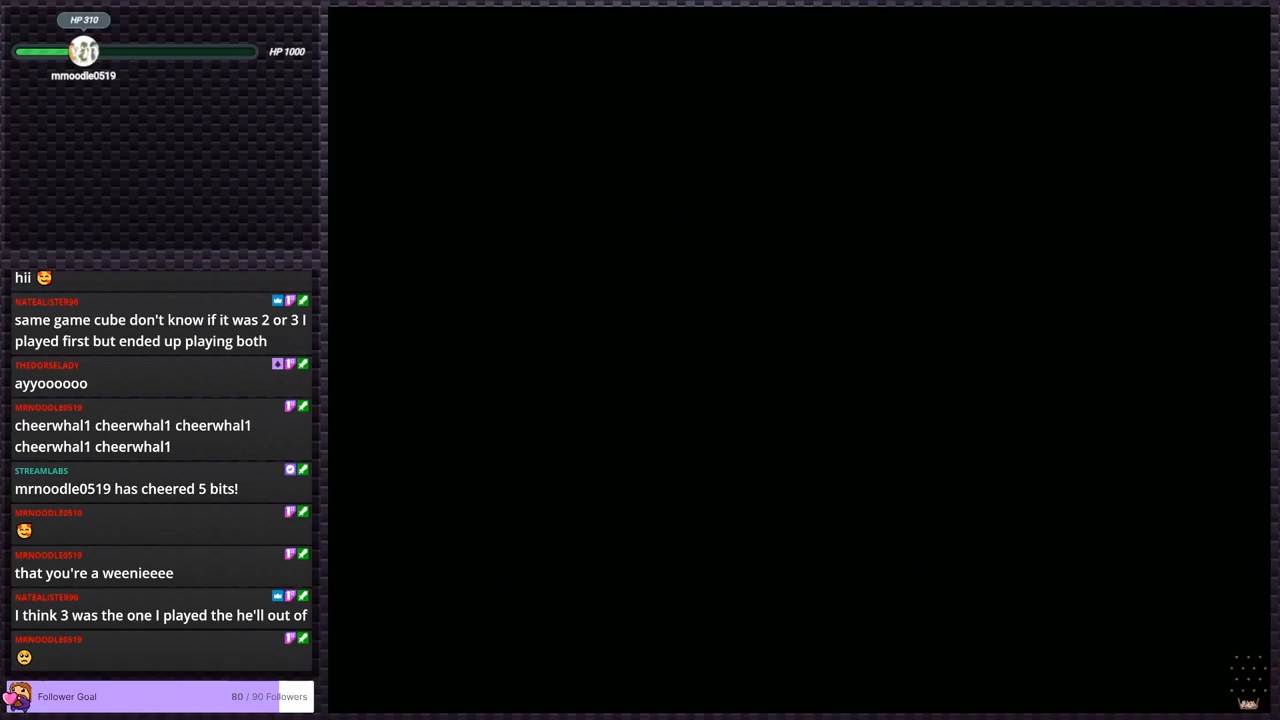 HP 310
HP 1000
mrnoodle0519
hii 🥰
NATEALISTER96
same game cube don't know if it was 2 or 3 I
played first but ended up playing both
THEDORSELADY
ayyoooooo
MRNOODLE0519
cheerwhal1 cheerwhal1 cheerwhal1
cheerwhal1 cheerwhal1
STREAMLABS
mrnoodle0519 has cheered 5 bits!
MRNOODLE0519
🥰
MRNOODLE0519
that you're a weenieeee
NATEALISTER96
I think 3 was the one I played the he'll out of
MRNOODLE0519
🥺
Follower Goal 80 / 90 Followers